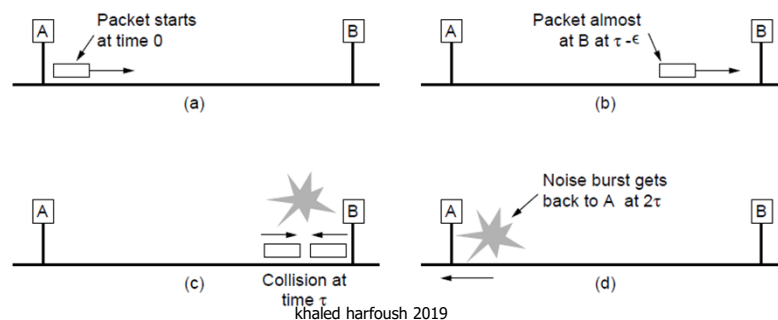 A
Packet starts
at time 0
B
(a)
A
Packet almost
at B at τ -ϵ
B
(b)
A
B
(c)
Collision at
time τ
A
Noise burst gets
back to A at 2τ
B
(d)
khaled harfoush 2019